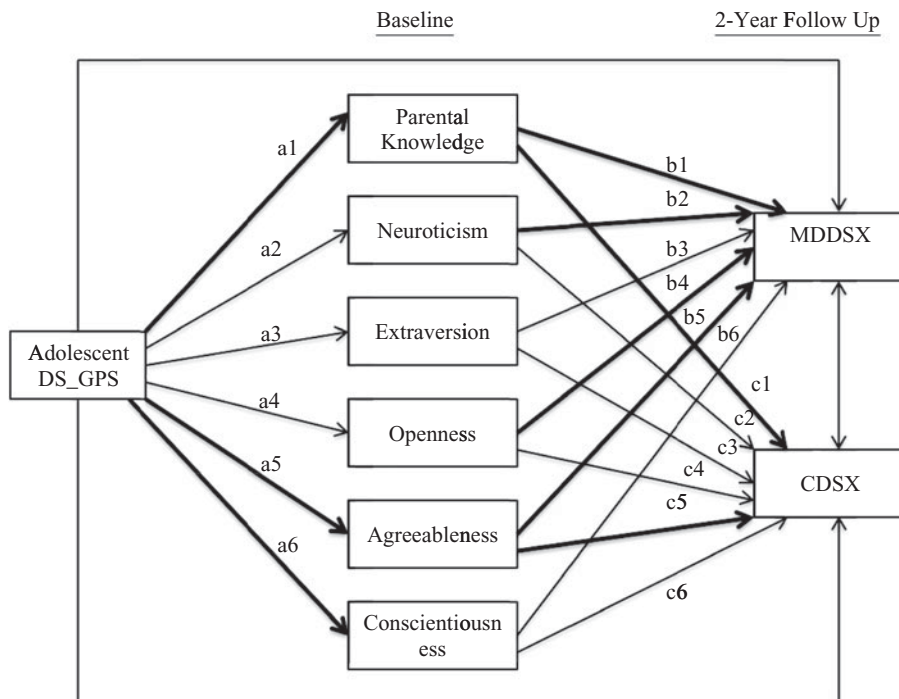 Baseline
2-Year Follow Up
Parental
Knowledge
a1
b1
b2
a2
Neuroticism
MDDSX
b3
b4
a3
Extraversion
b5
b6
Adolescent
DS_GPS
a4
c1
Openness
c2
c3
a5
c4
CDSX
c5
Agreeableness
a6
c6
Conscientiousn
ess